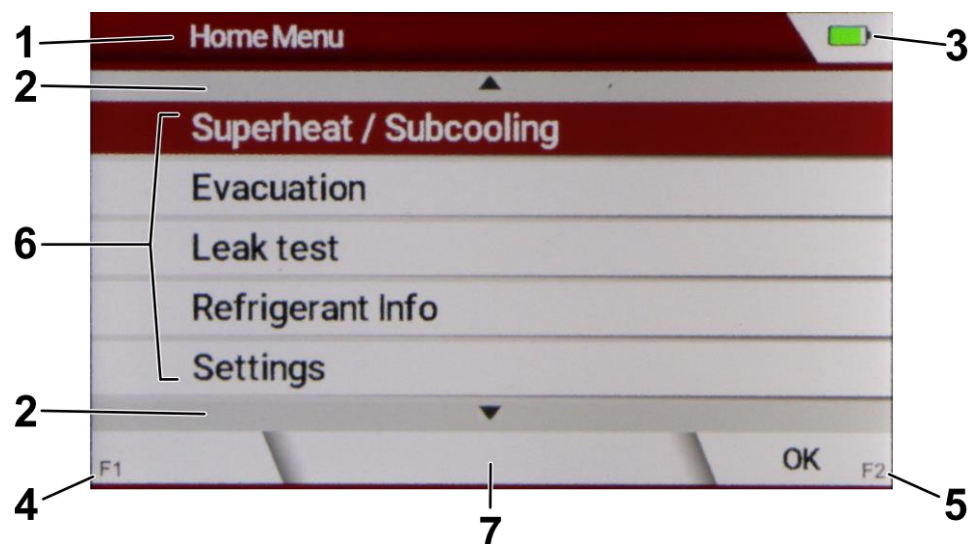 1 Home Menu 3
2
Superheat / Subcooling
Evacuation
6 Leak test
Refrigerant Info
Settings
2
F1 OK F2
4 7 5